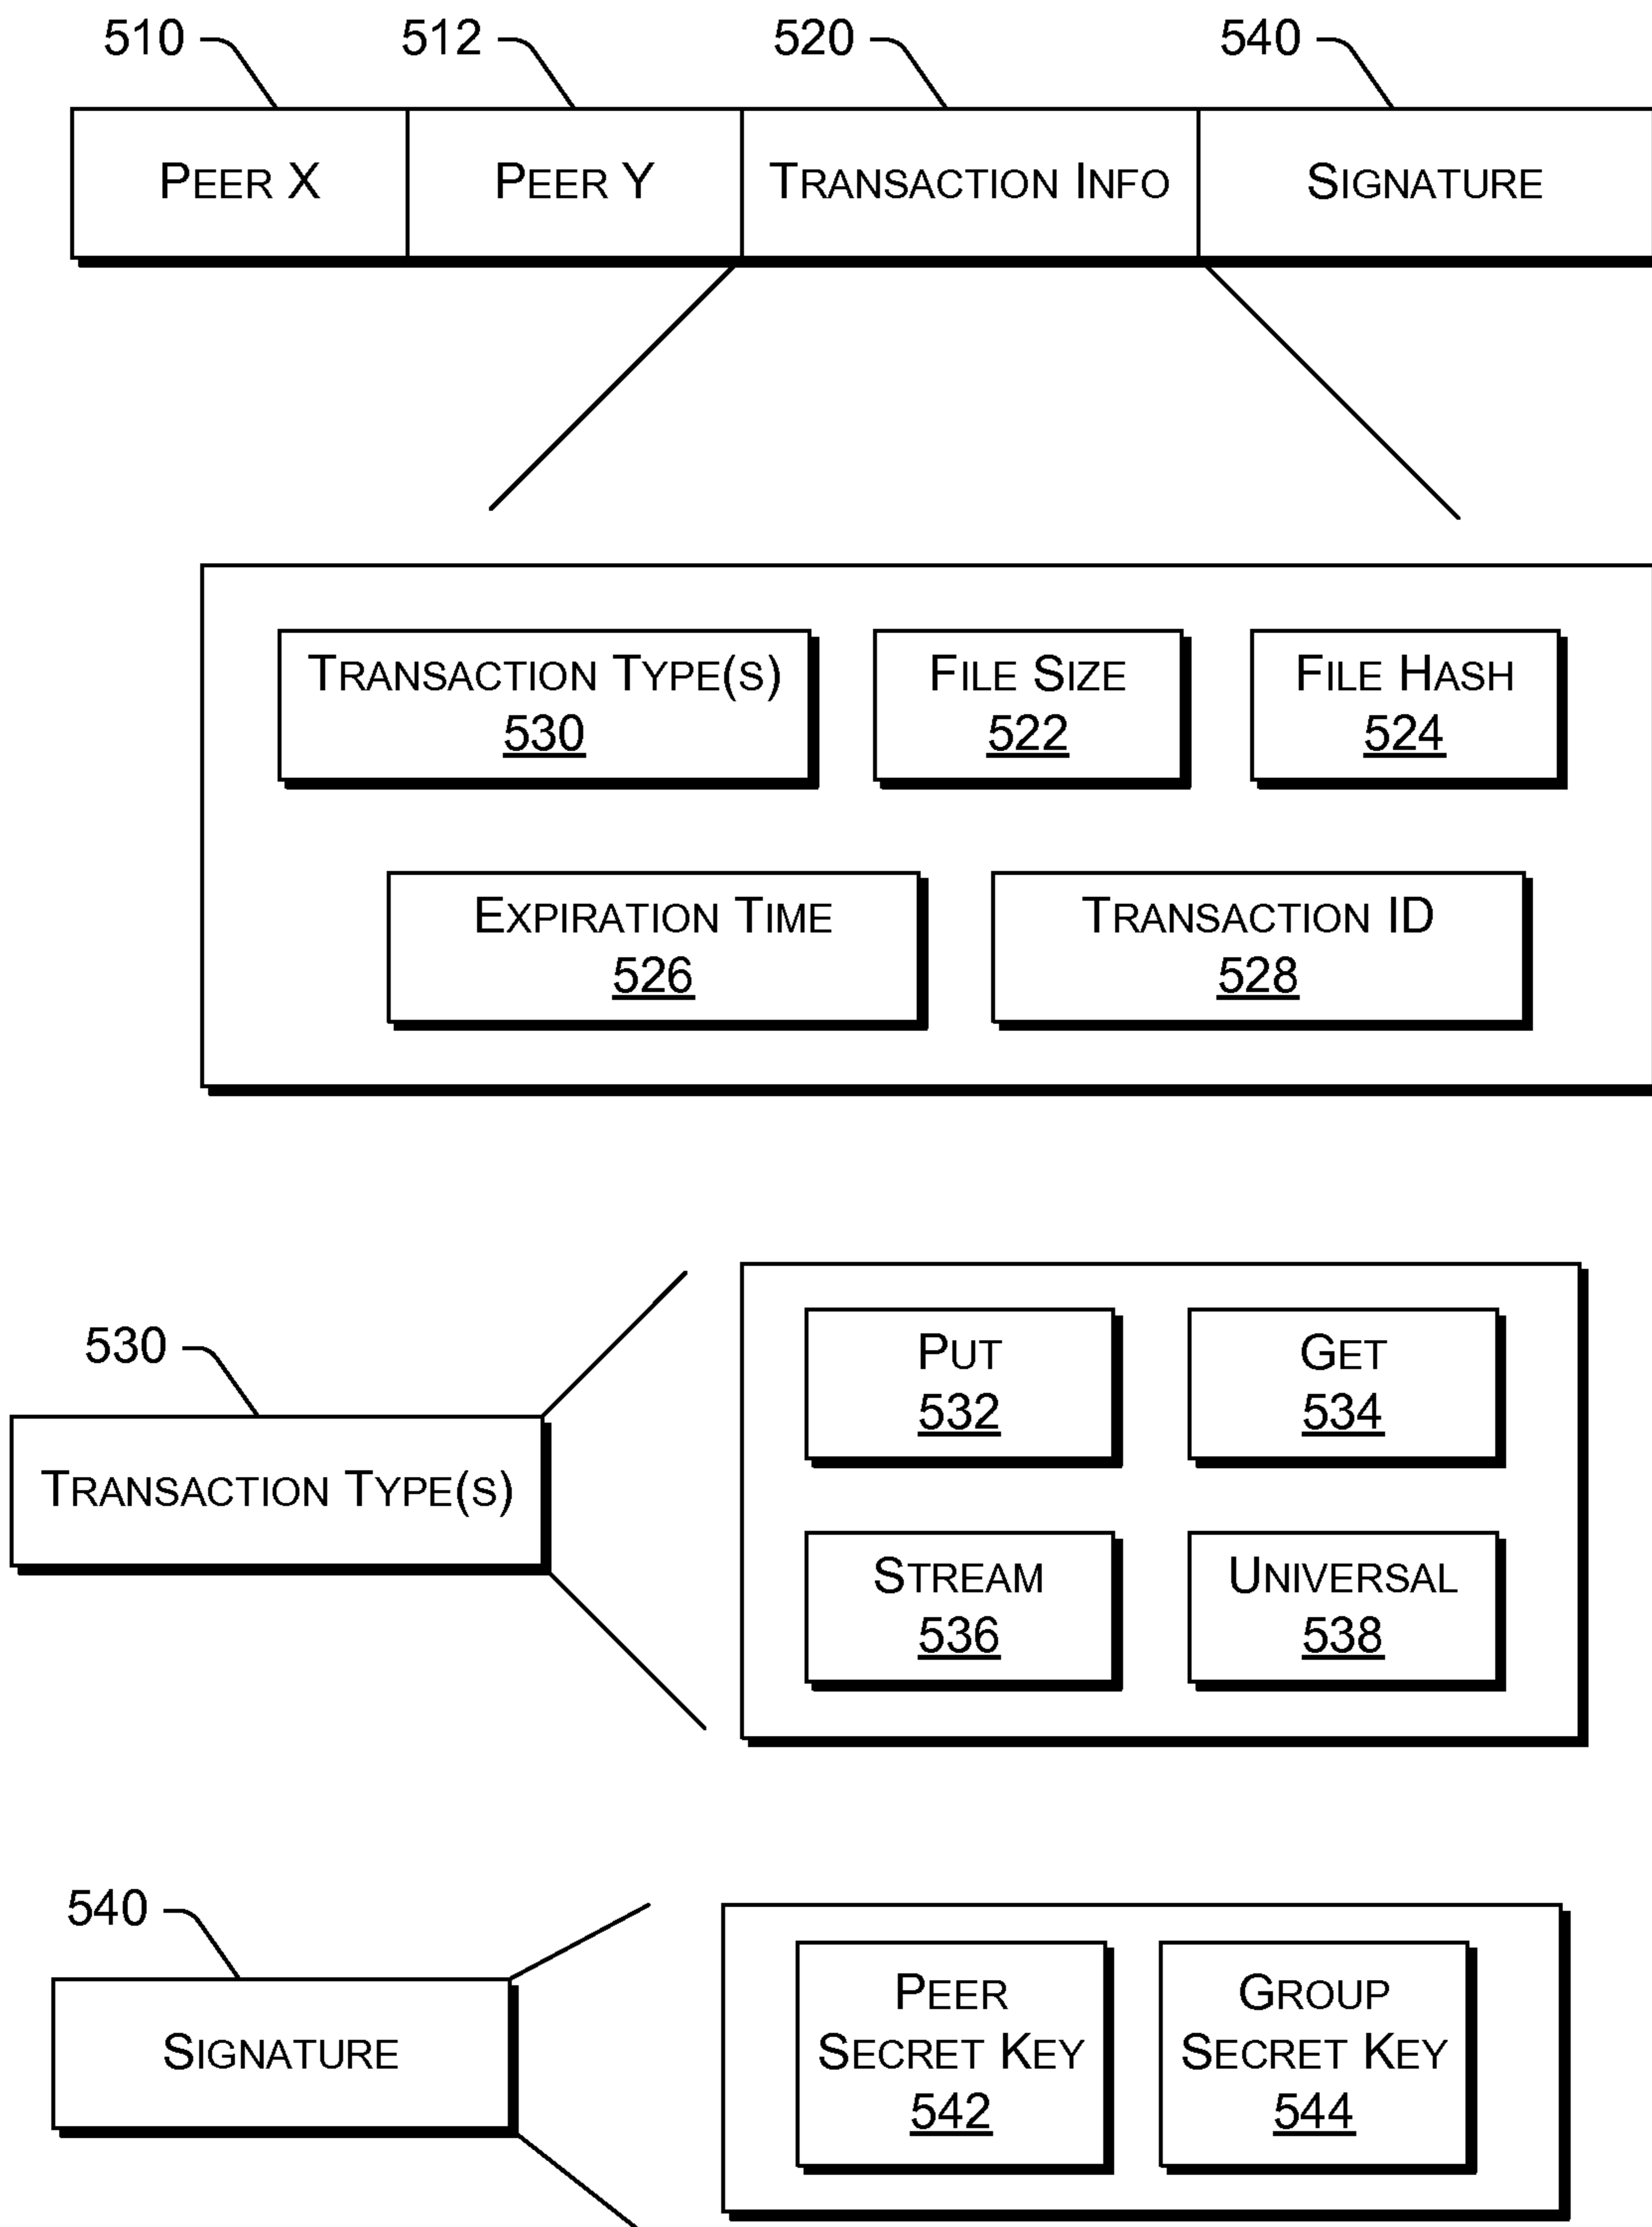 510 512 520 540
PEER X PEER Y TRANSACTION INFO SIGNATURE
TRANSACTION TYPE(S) FILE SIZE FILE HASH
530 522 524
EXPIRATION TIME TRANSACTION ID
526 528
530
TRANSACTION TYPE(S)
PUT GET
532 534
STREAM UNIVERSAL
536 538
540
SIGNATURE
PEER GROUP
SECRET KEY SECRET KEY
542 544